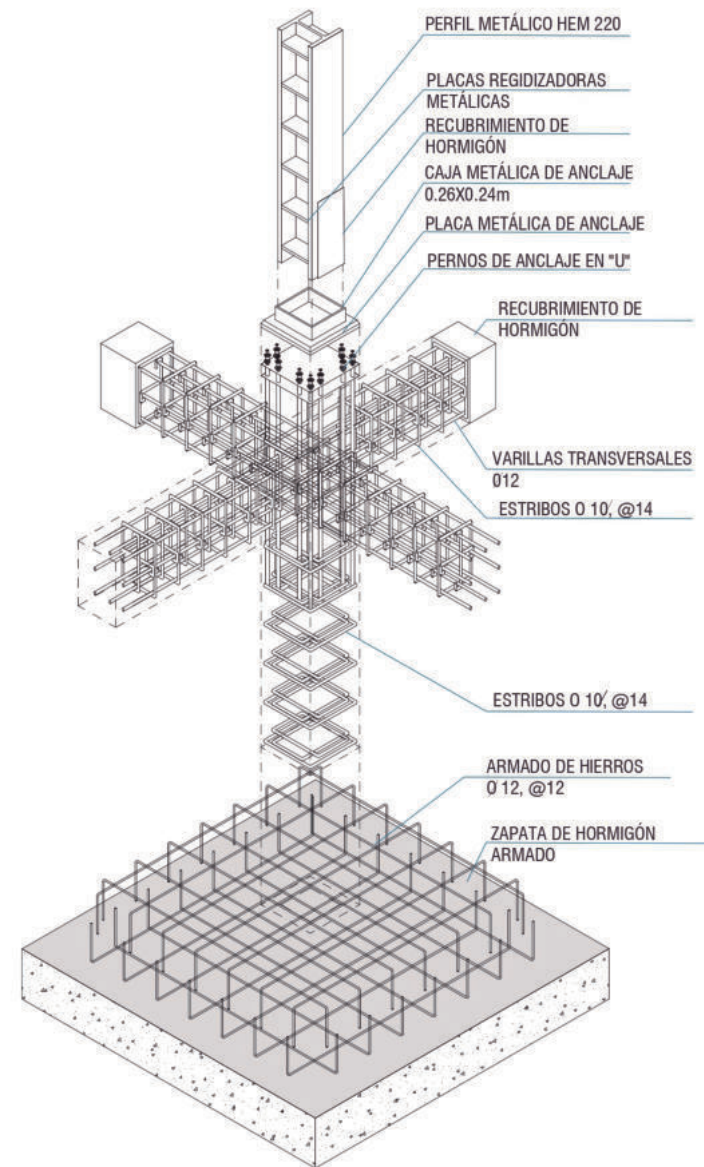 PERFIL METÁLICO HEM 220
PLACAS REGIDIZADORAS
METÁLICAS
RECUBRIMIENTO DE
HORMIGÓN
CAJA METÁLICA DE ANCLAJE
0.26X0.24m
PLACA METÁLICA DE ANCLAJE
PERNOS DE ANCLAJE EN "U"
RECUBRIMIENTO DE
HORMIGÓN
VARILLAS TRANSVERSALES
Ø12
ESTRIBOS O 10, @14
ESTRIBOS O 10, @14
ARMADO DE HIERROS
Ø 12, @12
ZAPATA DE HORMIGÓN
ARMADO